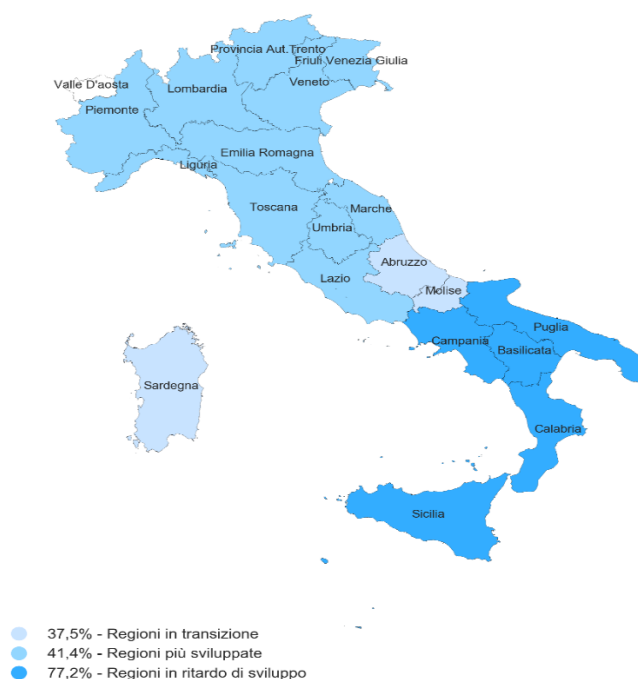 Provincia Aut.Trento
Friuli Venezia Giulia
Valle D'aosta
Lombardia
Veneto
Piemonte
Emilia Romagna
Liguria
Toscana
Marche
Umbria
Abruzzo
Lazio
Molise
Puglia
Campania
Basilicata
Sardegna
Calabria
Sicilia
37,5% - Regioni in transizione
41,4% - Regioni più sviluppate
77,2% - Regioni in ritardo di sviluppo